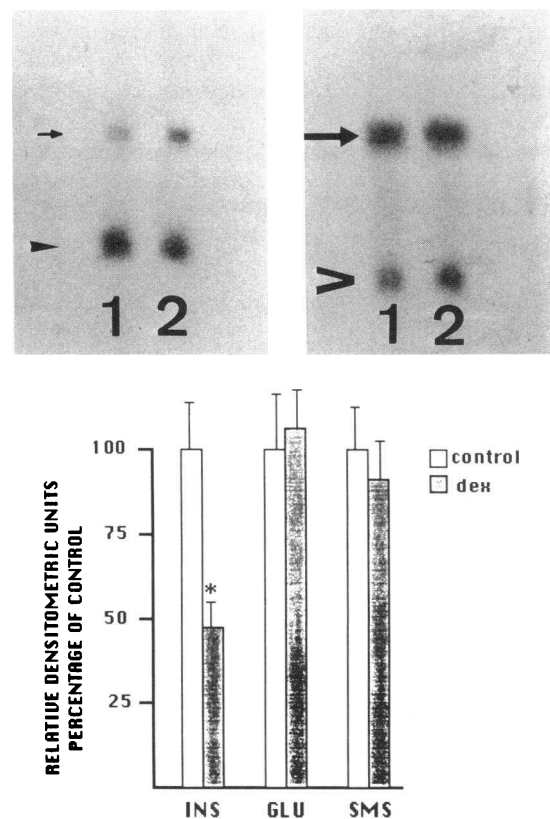 1 2
1 2
RELATIVE DENSITOMETRIC UNITS
PERCENTAGE OF CONTROL
100
75
50
25
*
control
dex
INS GLU SMS